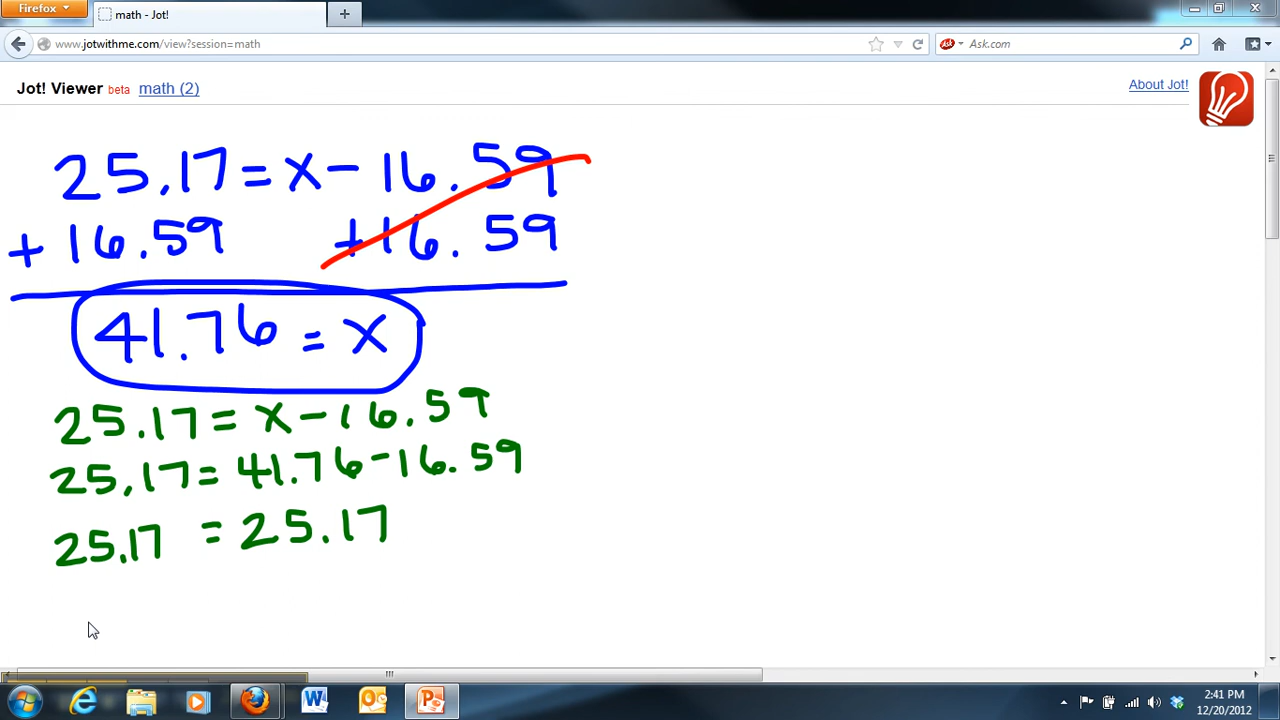 Firefox
math - Jot!
www.jotwithme.com/view?session=math
Ask.com
Jot! Viewer beta math (2)
About Jot!
25.17 = x - 16.59
+ 16.59 +16.59
41.76 = x
25.17 = x - 16.59
25.17 = 41.76 - 16.59
25.17 = 25.17
2:41 PM
12/20/2012